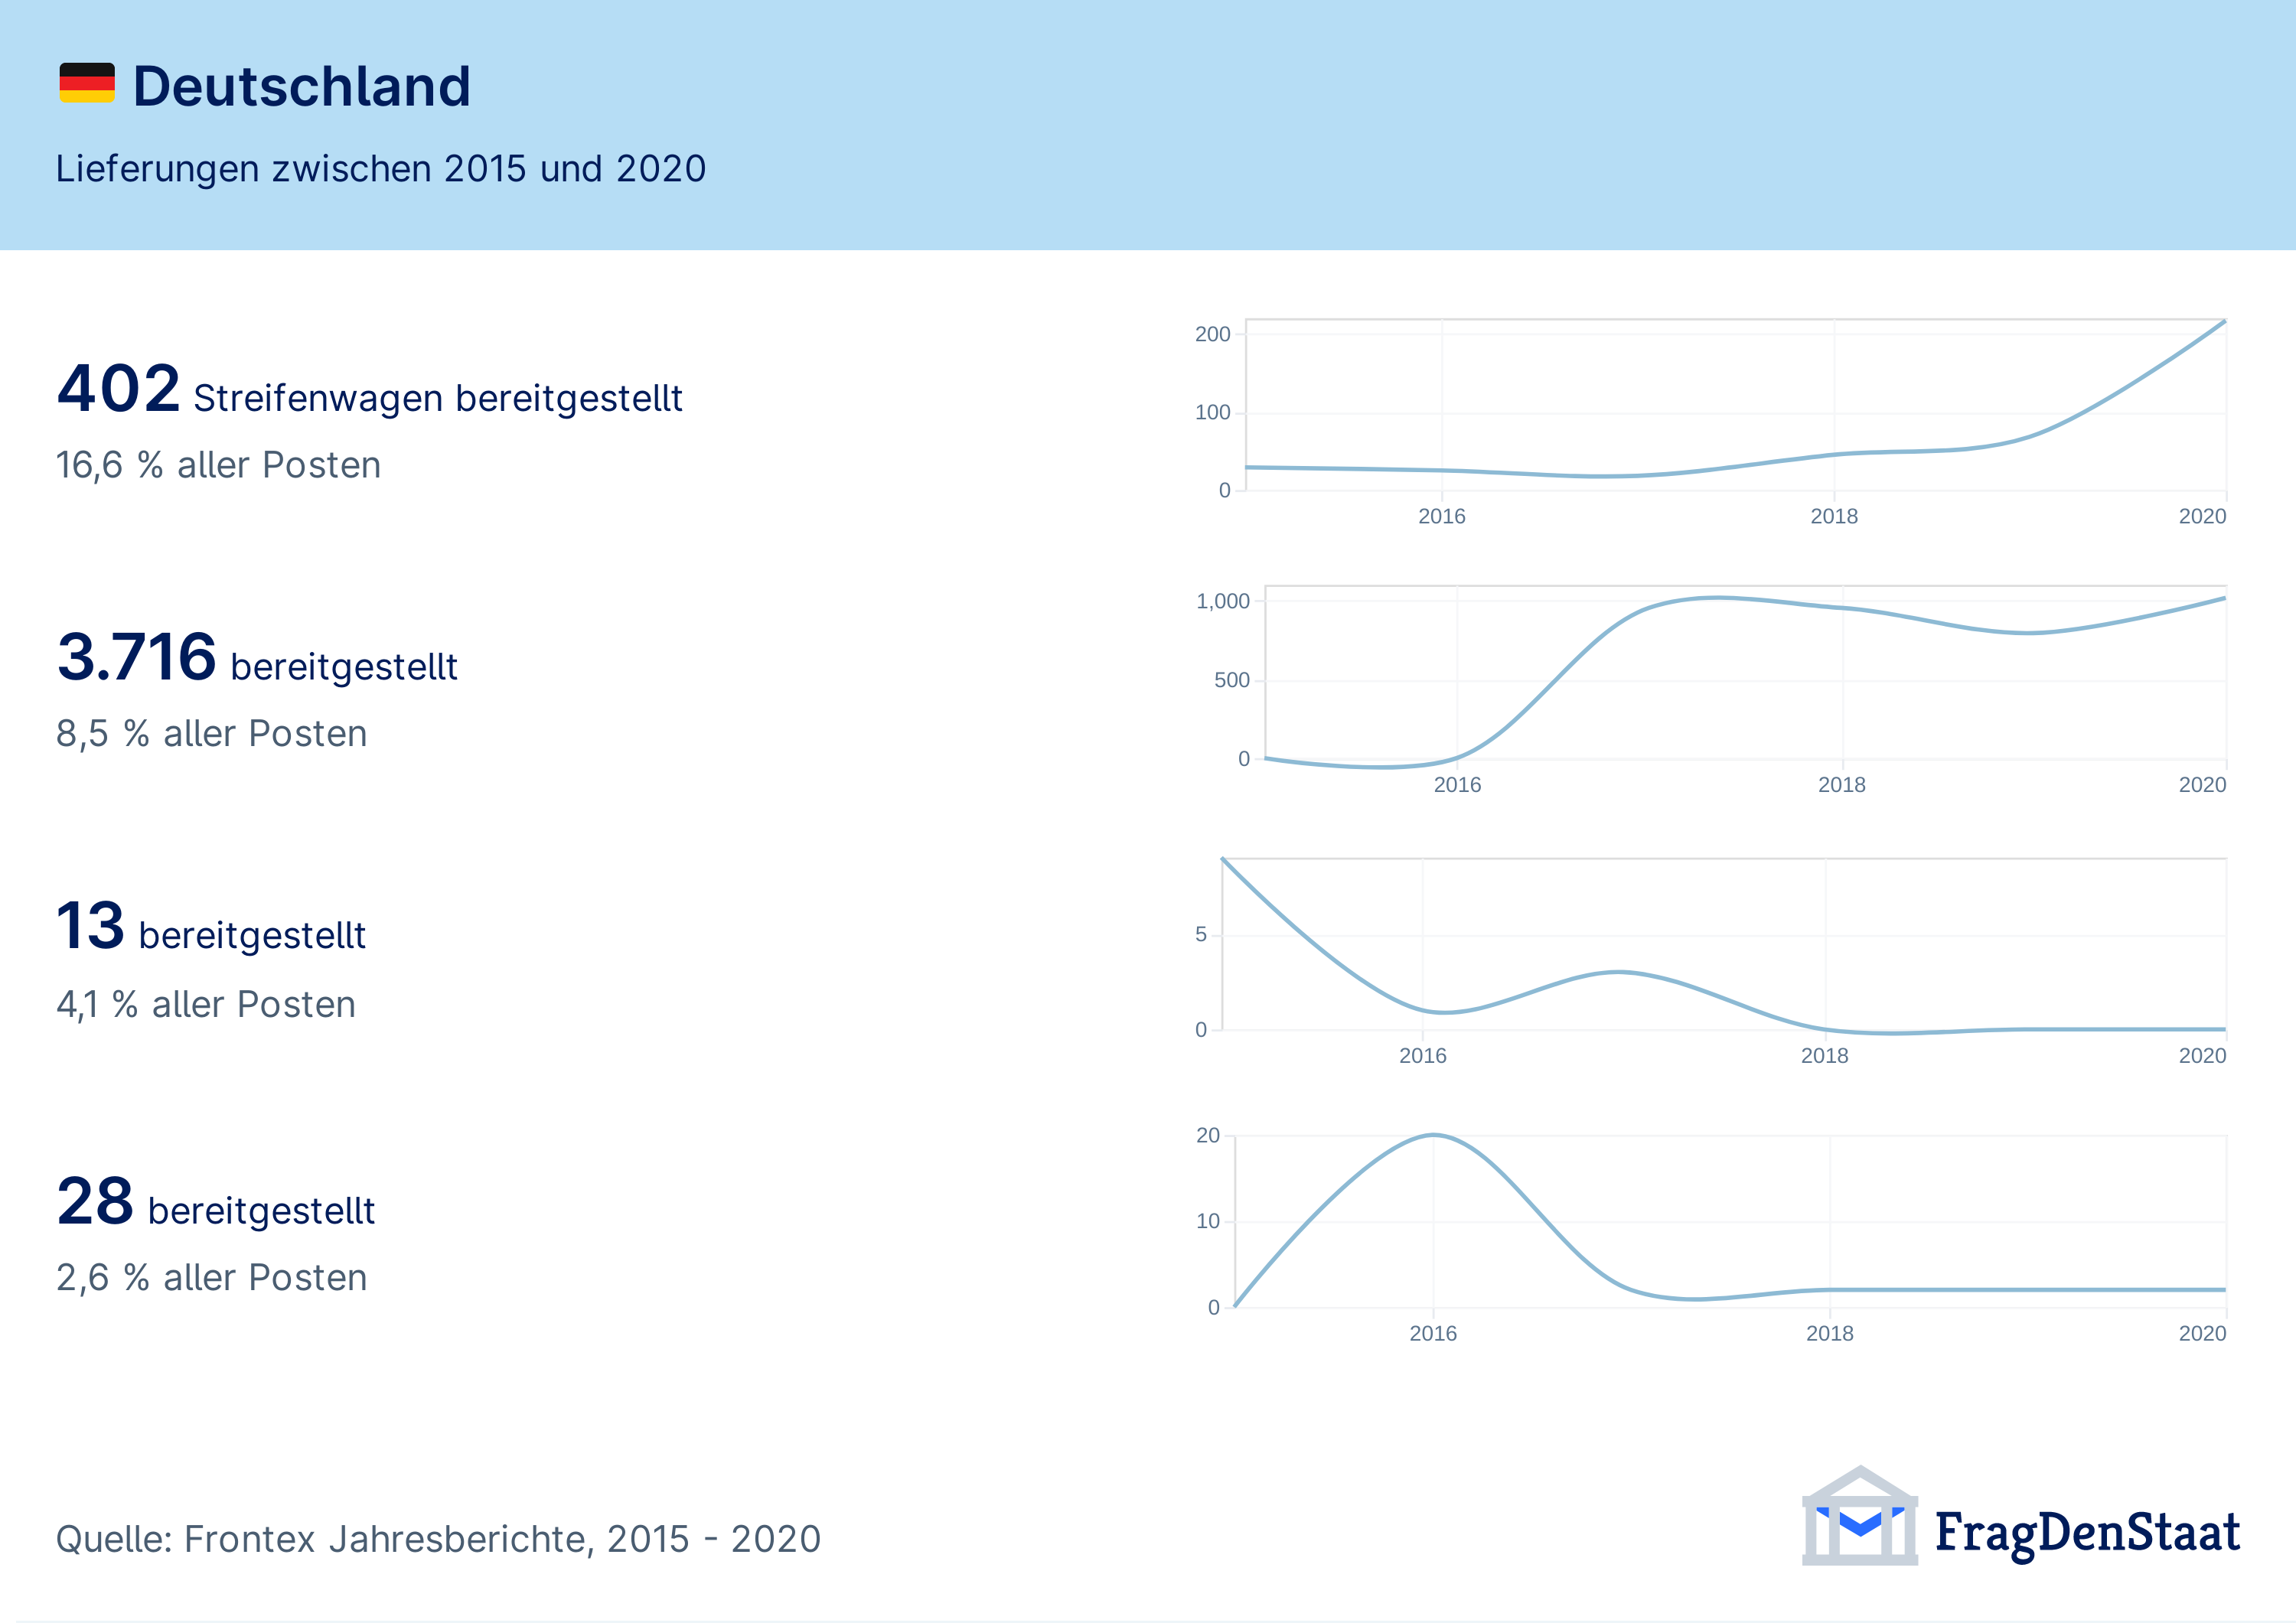 Deutschland
Lieferungen zwischen 2015 und 2020
402 Streifenwagen bereitgestellt
16,6 % aller Posten
200
100
0
2016 2018 2020
3.716 bereitgestellt
8,5 % aller Posten
1,000
500
0
2016 2018 2020
13 bereitgestellt
4,1 % aller Posten
5
0
2016 2018 2020
28 bereitgestellt
2,6 % aller Posten
20
10
0
2016 2018 2020
Quelle: Frontex Jahresberichte, 2015 - 2020
FragDenStaat